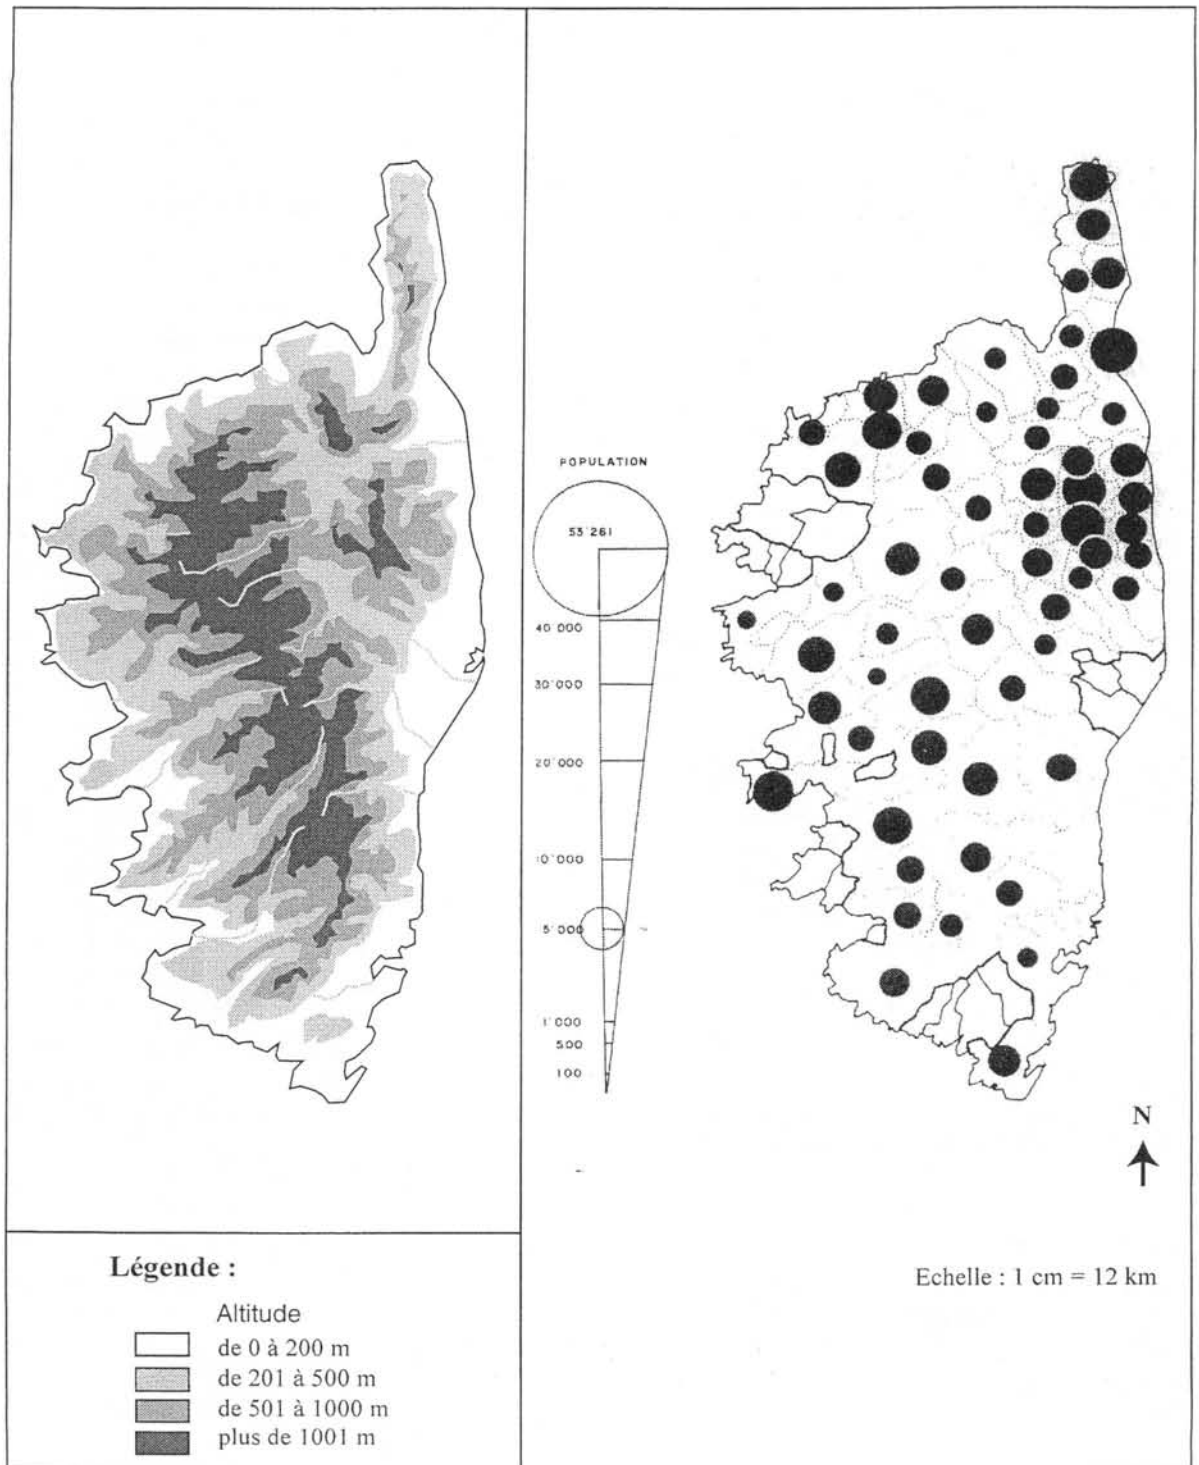 POPULATION
53'261
40'000
30'000
20'000
10'000
5'000
1'000
500
100
N
Echelle : 1 cm = 12 km
Légende :
Altitude
de 0 à 200 m
de 201 à 500 m
de 501 à 1000 m
plus de 1001 m